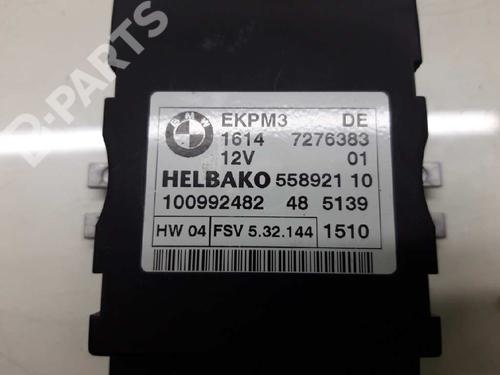 B-PARTS
BMW
EKPM3 DE
1614 7276383
12V 01
HELBAKO 558921 10
100992482 48 5139
HW 04 FSV 5.32.144 1510